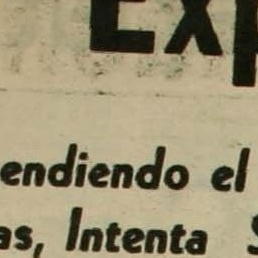 Exp
endiendo el
as, Intenta S